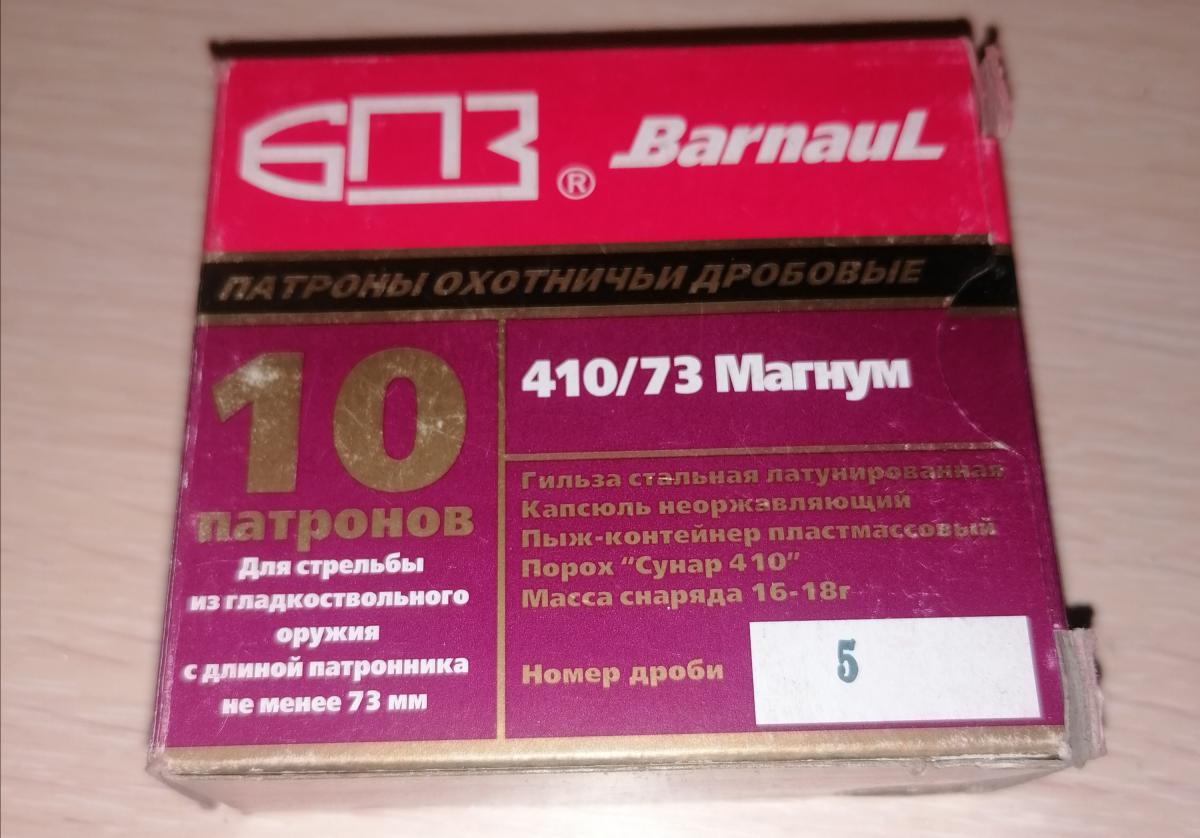 БПЗ ® Barnaul
ПАТРОНЫ ОХОТНИЧЬИ ДРОБОВЫЕ
10
патронов
Для стрельбы
из гладкоствольного
оружия
с длиной патронника
не менее 73 мм
410/73 Магнум
Гильза стальная латунированная
Капсюль неоржавляющий
Пыж-контейнер пластмассовый
Порох "Сунар 410"
Масса снаряда 16-18г
Номер дроби 5